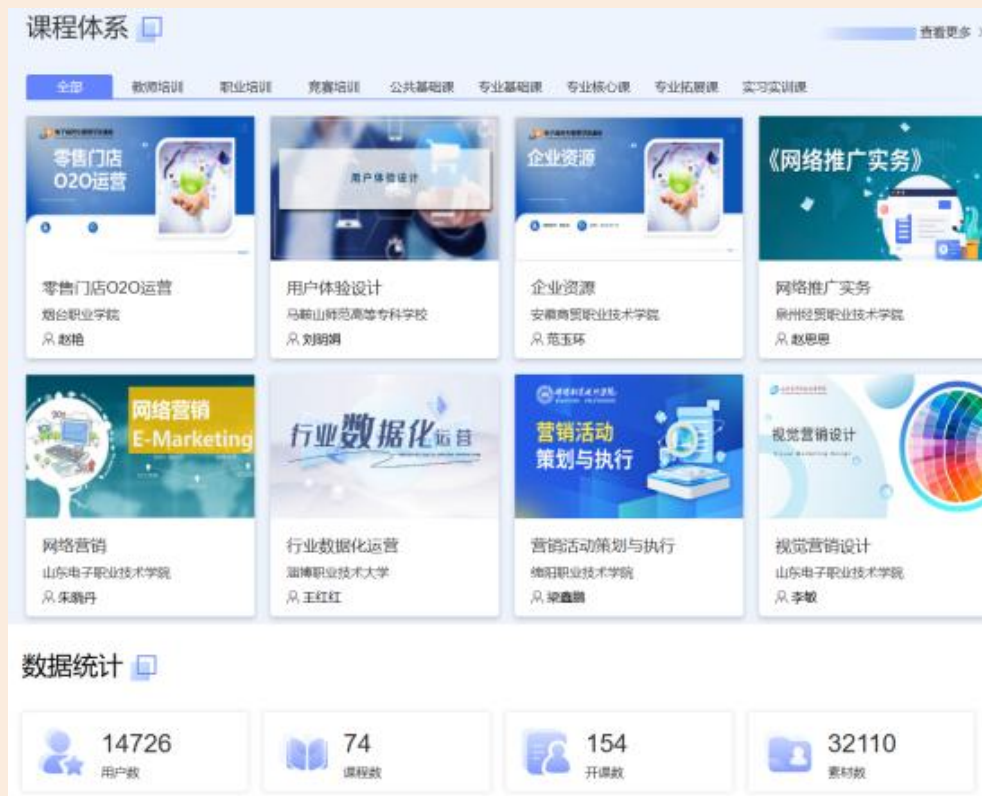 课程体系
查看更多
全部 教师培训 职业培训 竞赛培训 公共基础课 专业基础课 专业核心课 专业拓展课 实习实训课
零售门店
O2O运营
用户体验设计
企业资源
《网络推广实务》
零售门店O2O运营
烟台职业学院
赵艳
用户体验设计
马鞍山师范高等专科学校
刘明娟
企业资源
安徽商贸职业技术学院
范玉环
网络推广实务
泉州经贸职业技术学院
赵思思
网络营销
E-Marketing
行业数据化运营
营销活动
策划与执行
视觉营销设计
网络营销
山东电子职业技术学院
朱晓丹
行业数据化运营
淄博职业技术大学
王红红
营销活动策划与执行
绵阳职业技术学院
梁鑫鹏
视觉营销设计
山东电子职业技术学院
李敏
数据统计
14726
用户数
74
课程数
154
开课数
32110
素材数